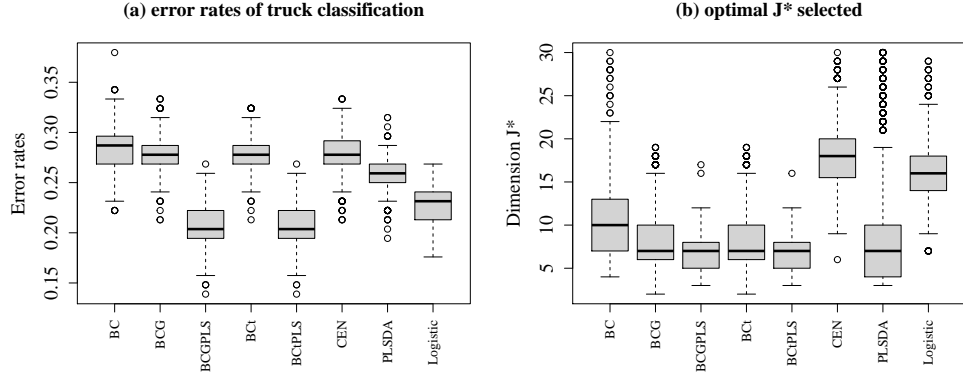 (a) error rates of truck classification
Error rates
0.35
0.30
0.25
0.20
0.15
BC
BCG
BCGPLS
BCt
BCtPLS
CEN
PLSDA
Logistic
(b) optimal J* selected
Dimension J*
30
25
20
15
10
5
BC
BCG
BCGPLS
BCt
BCtPLS
CEN
PLSDA
Logistic